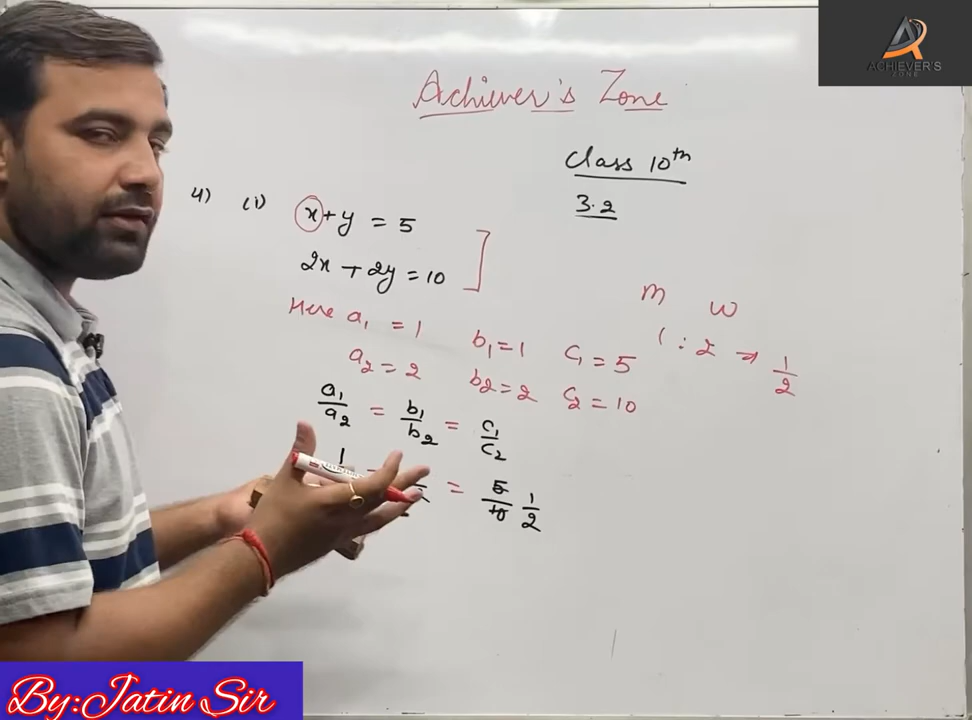 ACHIEVER'S
ZONE
Achiever's Zone
Class 10th
3.2
4) (i) x+y = 5
2x + 2y = 10
Here a₁ = 1 b₁=1 c₁=5
a₂=2 b2=2 c₂=10
M W
1 : 2 → 1/2
a₁/a₂ = b₁/b₂ = c₁/c₂
1 = 5/10 1/2
By:Jatin Sir